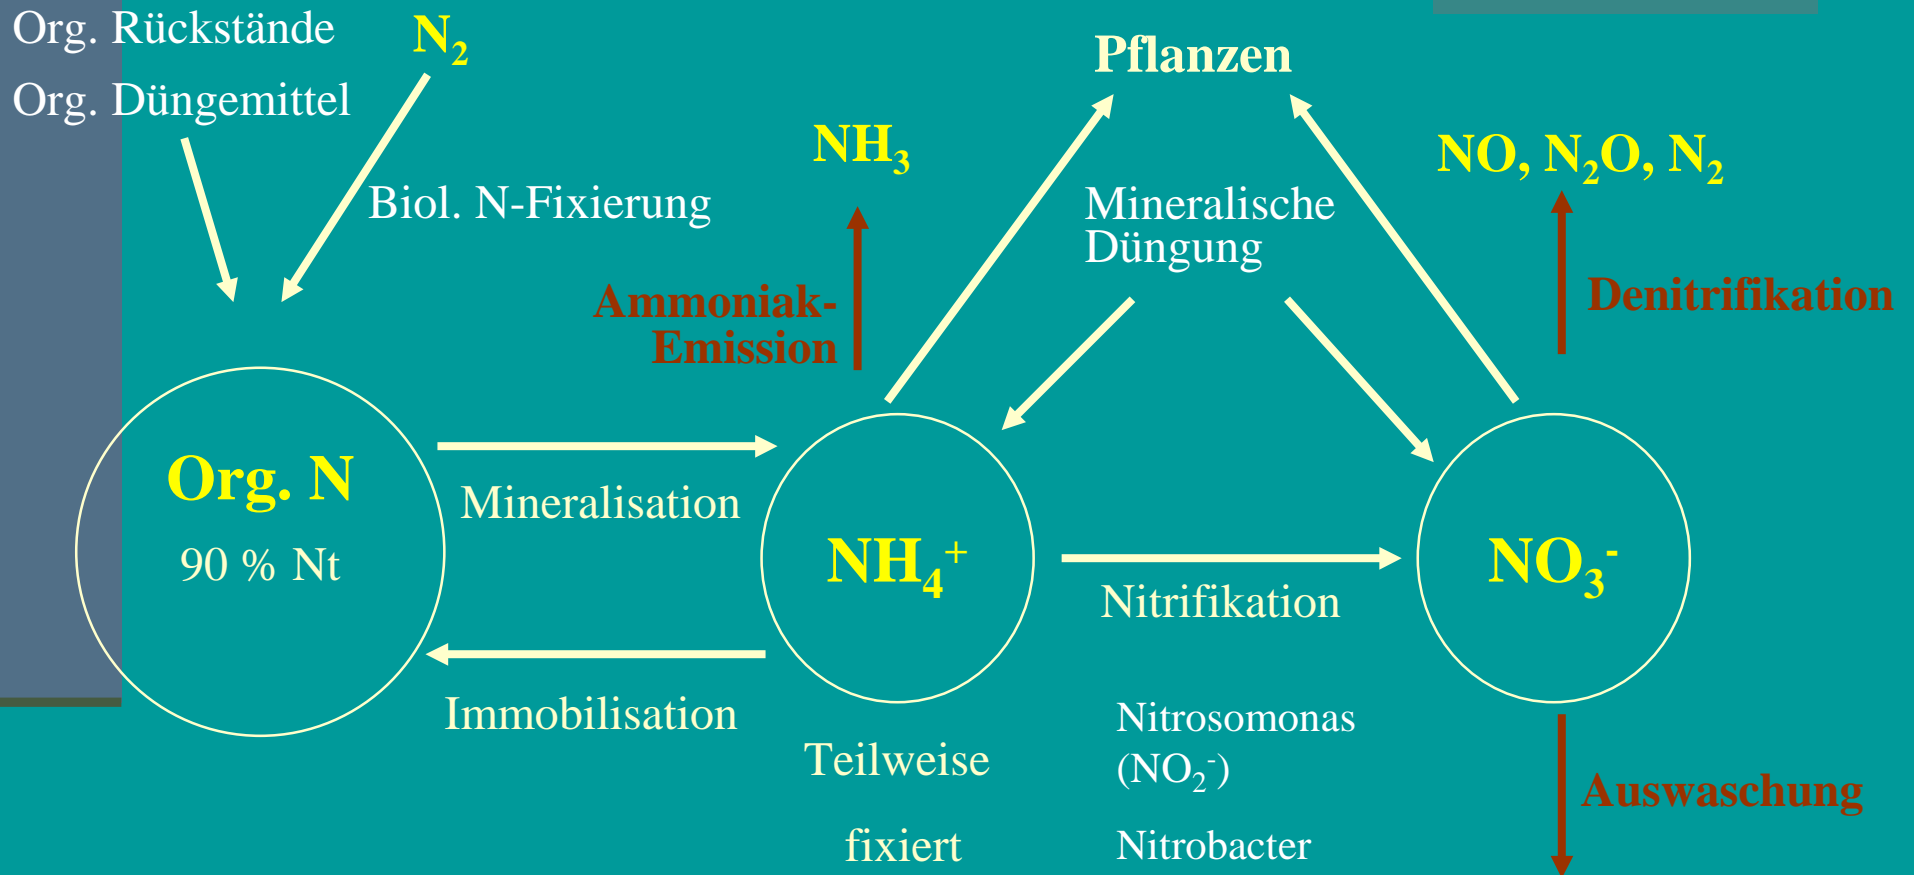 Org. Rückstände
N₂
Org. Düngemittel
Pflanzen
NH₃
NO, N₂O, N₂
Biol. N-Fixierung
Mineralische
Düngung
Ammoniak-
Emission
Denitrifikation
Org. N
90 % Nt
Mineralisation
NH₄⁺
Nitrifikation
NO₃⁻
Immobilisation
Teilweise
fixiert
Nitrosomonas
(NO₂⁻)
Nitrobacter
Auswaschung